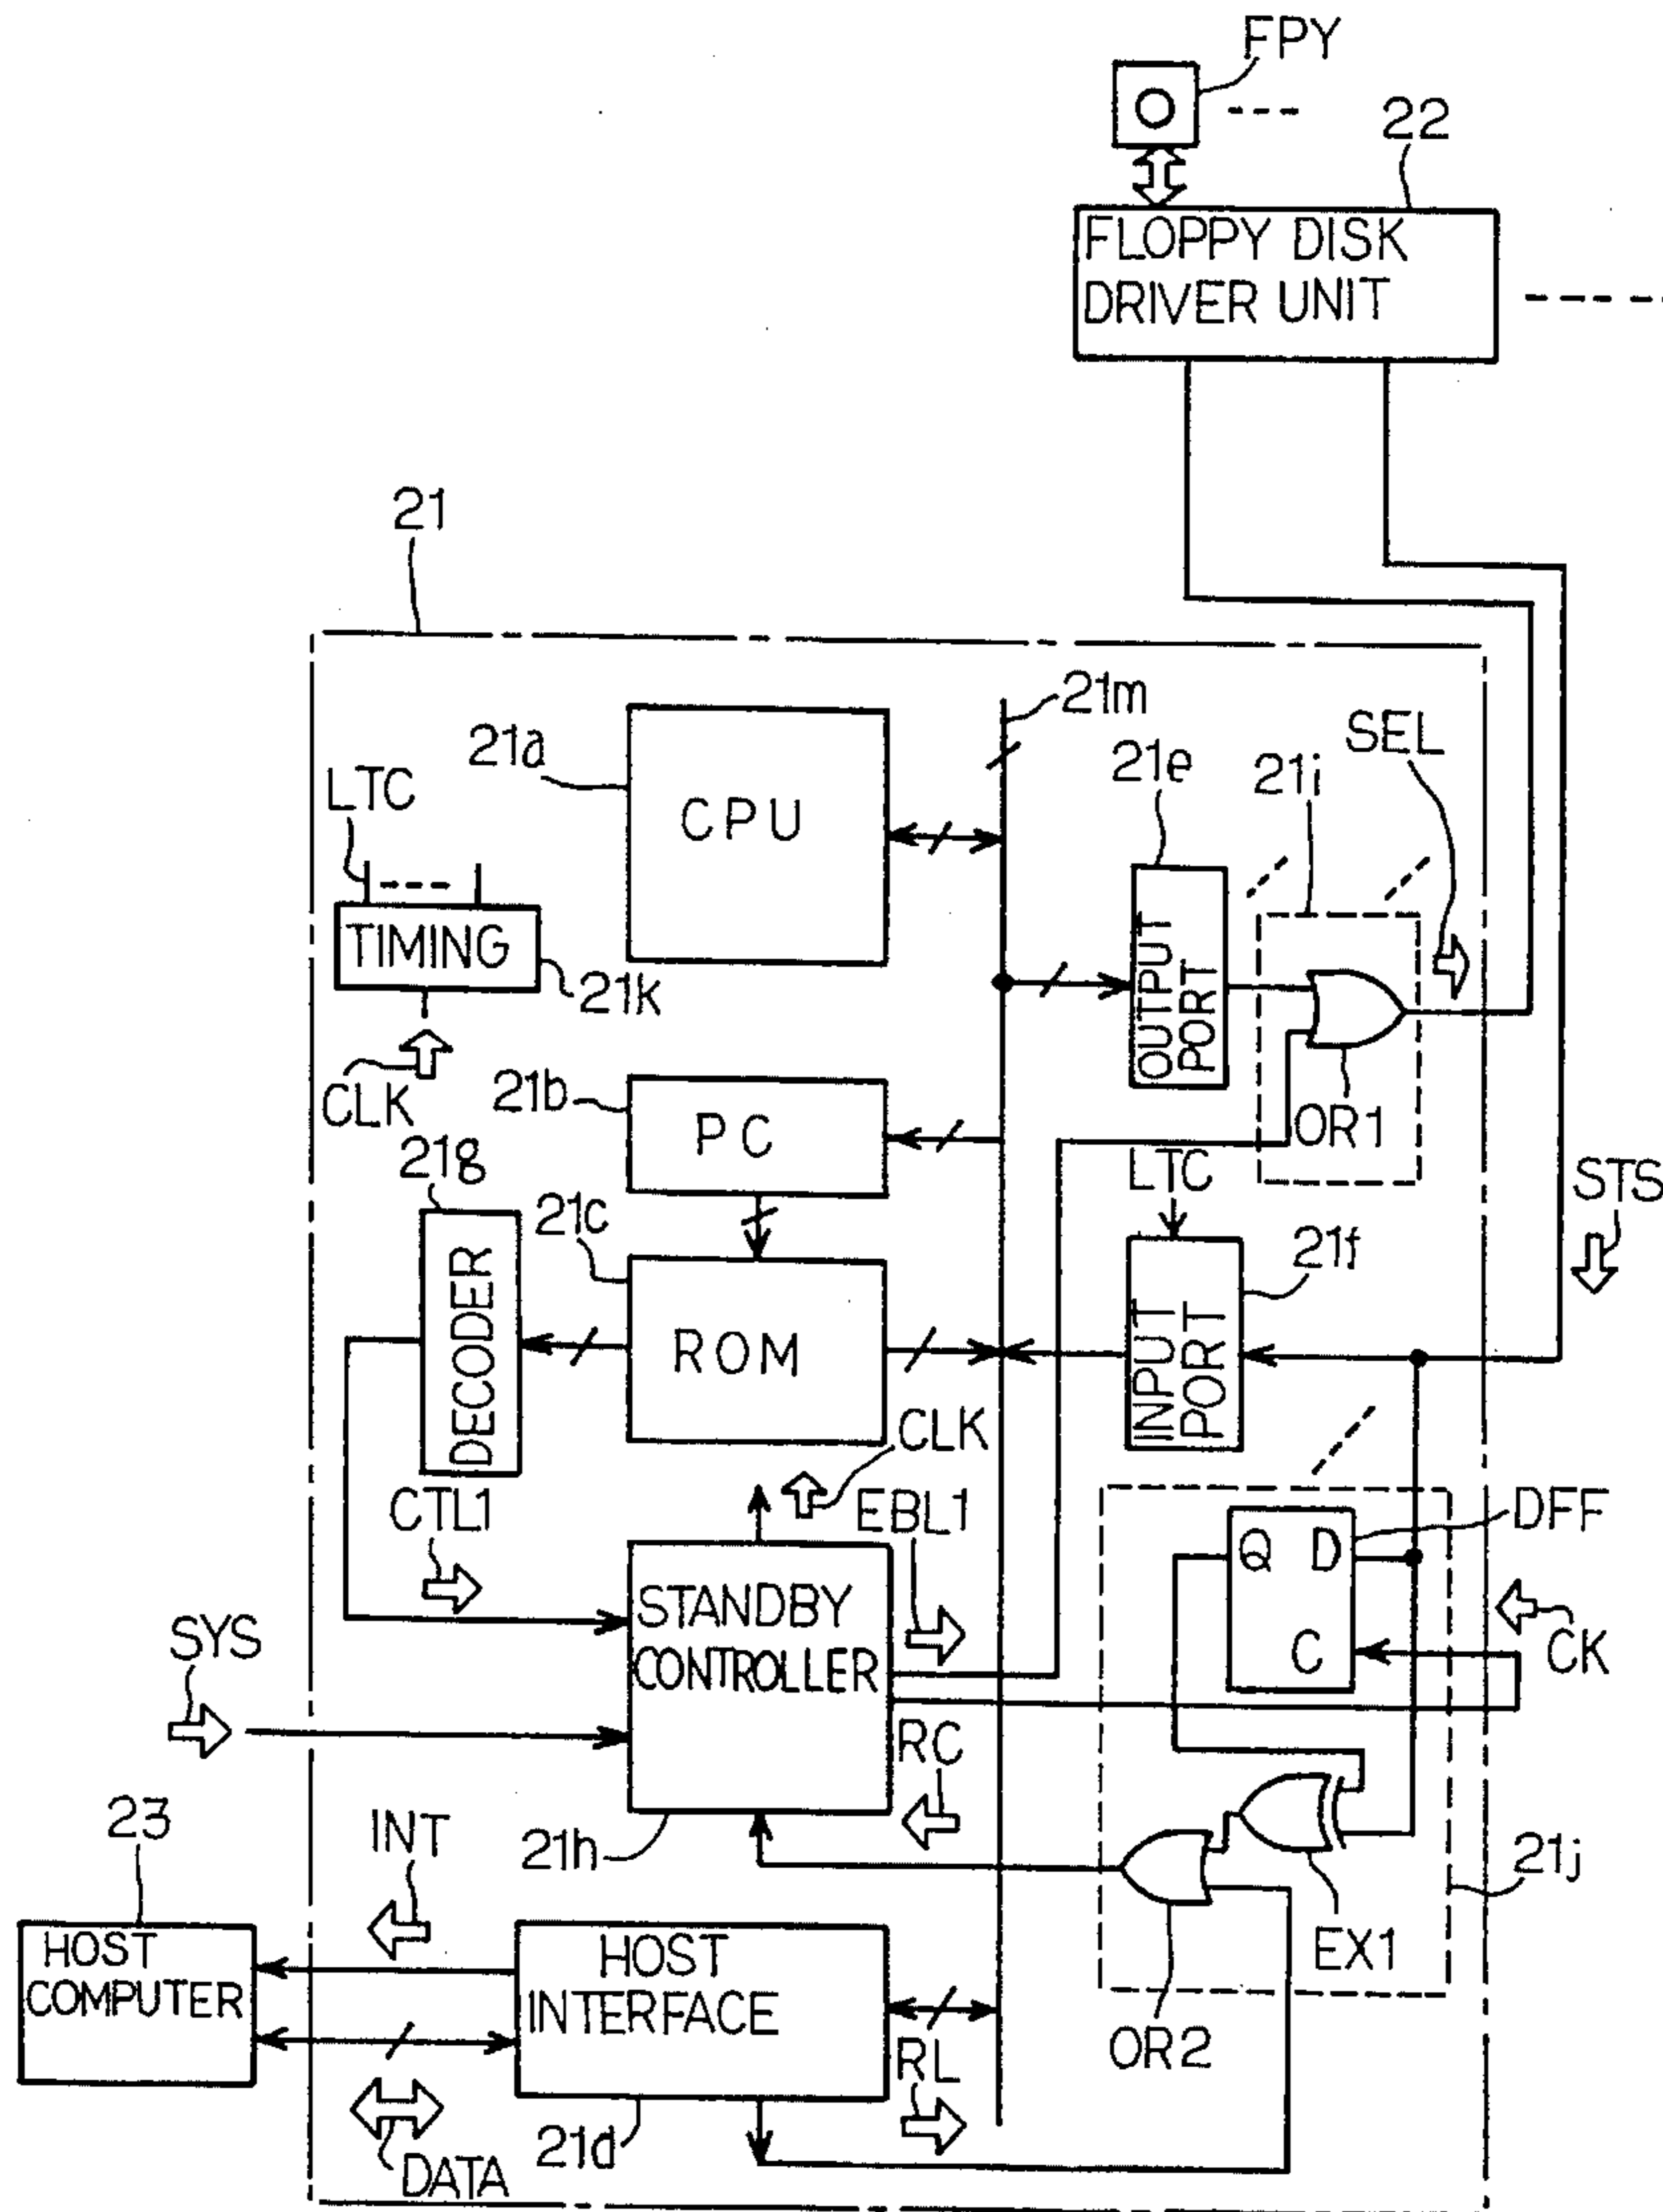 FPY
22
FLOPPY DISK
DRIVER UNIT
21
21m
SEL
21a
CPU
21e
21i
LTC
TIMING
21k
OUTPUT
PORT
CLK
21b
PC
OR1
21g
LTC
STS
21c
21f
DECODER
ROM
INPUT
PORT
CLK
CTL1
EBL1
DFF
Q D
STANDBY
CONTROLLER
C
CK
SYS
RC
23
INT
21h
21j
HOST
COMPUTER
HOST
INTERFACE
EX1
OR2
RL
21d
DATA